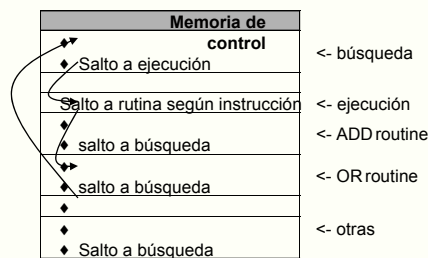 Memoria de
control
♦
♦ Salto a ejecución
<- búsqueda
Salto a rutina según instrucción
<- ejecución
♦
♦ salto a búsqueda
<- ADD routine
♦
♦ salto a búsqueda
<- OR routine
♦
♦
♦ Salto a búsqueda
<- otras